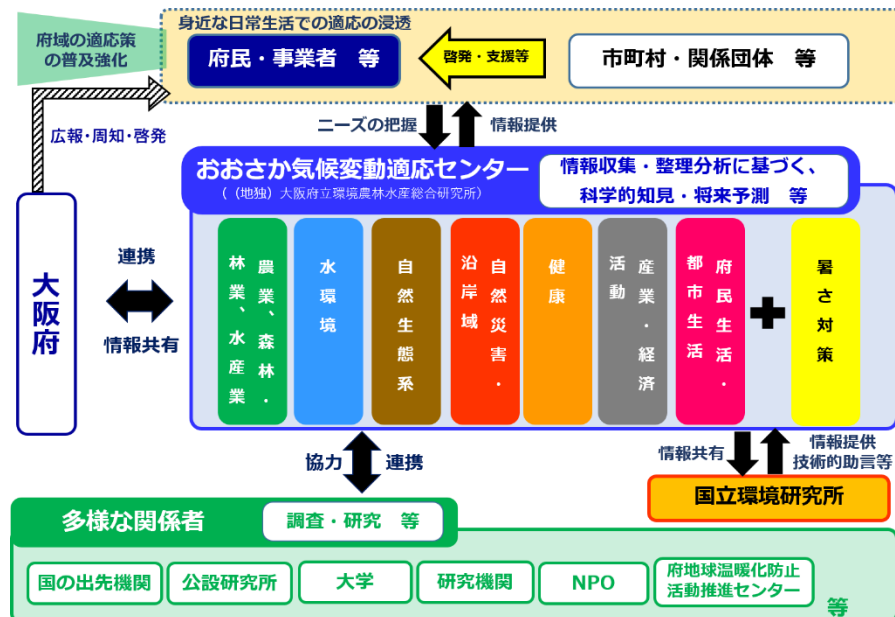 府域の適応策
の普及強化
身近な日常生活での適応の浸透
府民・事業者　等
啓発・支援等
市町村・関係団体　等
広報・周知・啓発
ニーズの把握
情報提供
おおさか気候変動適応センター
（（地独）大阪府立環境農林水産総合研究所）
情報収集・整理分析に基づく、
科学的知見・将来予測　等
大阪府
連携
情報共有
農業、森林・
林業、水産業
水環境
自然生態系
自然災害・
沿岸域
健康
産業・経済
活動
府民生活・
都市生活
暑さ対策
協力
連携
情報共有
情報提供
技術的助言等
国立環境研究所
多様な関係者
調査・研究　等
国の出先機関
公設研究所
大学
研究機関
NPO
府地球温暖化防止
活動推進センター
等